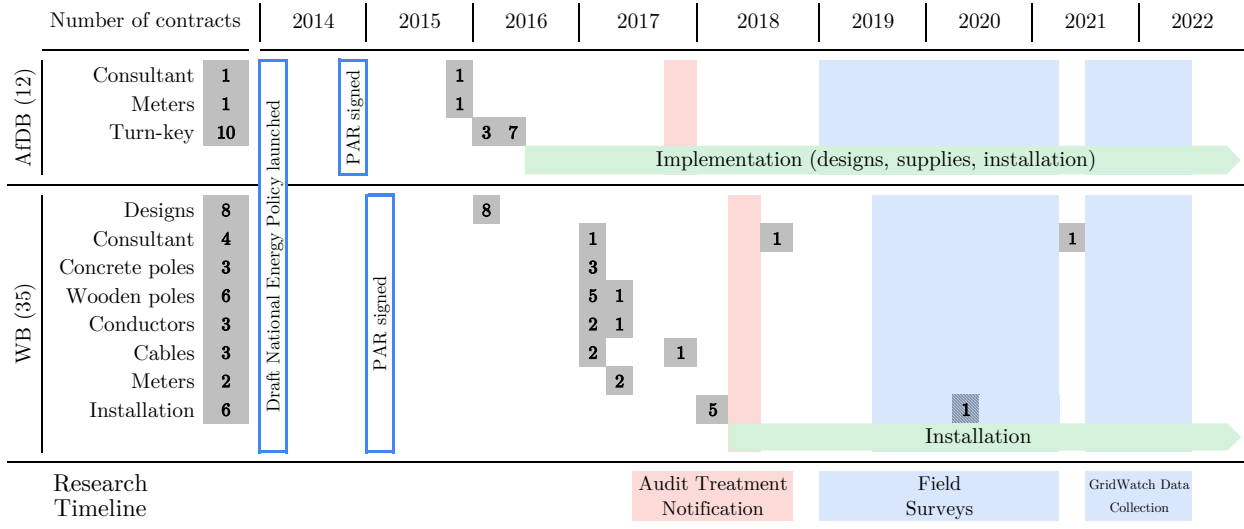 Number of contracts 2014 2015 2016 2017 2018 2019 2020 2021 2022
AfDB (12)
Consultant 1 1
Meters 1 1
Turn-key 10 3 7
Implementation (designs, supplies, installation)
Draft National Energy Policy launched
PAR signed
PAR signed
WB (35)
Designs 8 8
Consultant 4 1 1 1
Concrete poles 3 3
Wooden poles 6 5 1
Conductors 3 2 1
Cables 3 2 1
Meters 2 2
Installation 6 5 1
Installation
Research Audit Treatment Field GridWatch Data
Timeline Notification Surveys Collection